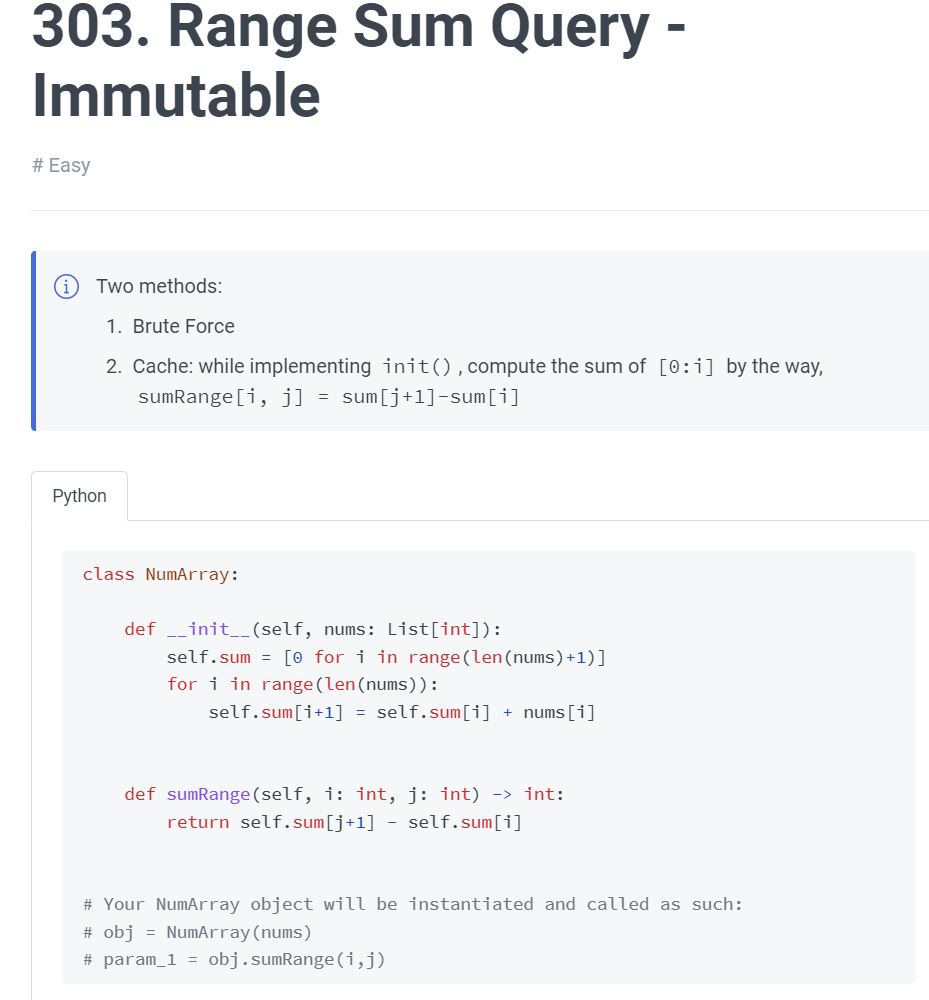 303. Range Sum Query -
Immutable
# Easy
Two methods:
1. Brute Force
2. Cache: while implementing init() , compute the sum of [0:i] by the way,
sumRange[i, j] = sum[j+1]-sum[i]
Python
class NumArray:
    def __init__(self, nums: List[int]):
        self.sum = [0 for i in range(len(nums)+1)]
        for i in range(len(nums)):
            self.sum[i+1] = self.sum[i] + nums[i]
    def sumRange(self, i: int, j: int) -> int:
        return self.sum[j+1] - self.sum[i]
# Your NumArray object will be instantiated and called as such:
# obj = NumArray(nums)
# param_1 = obj.sumRange(i,j)